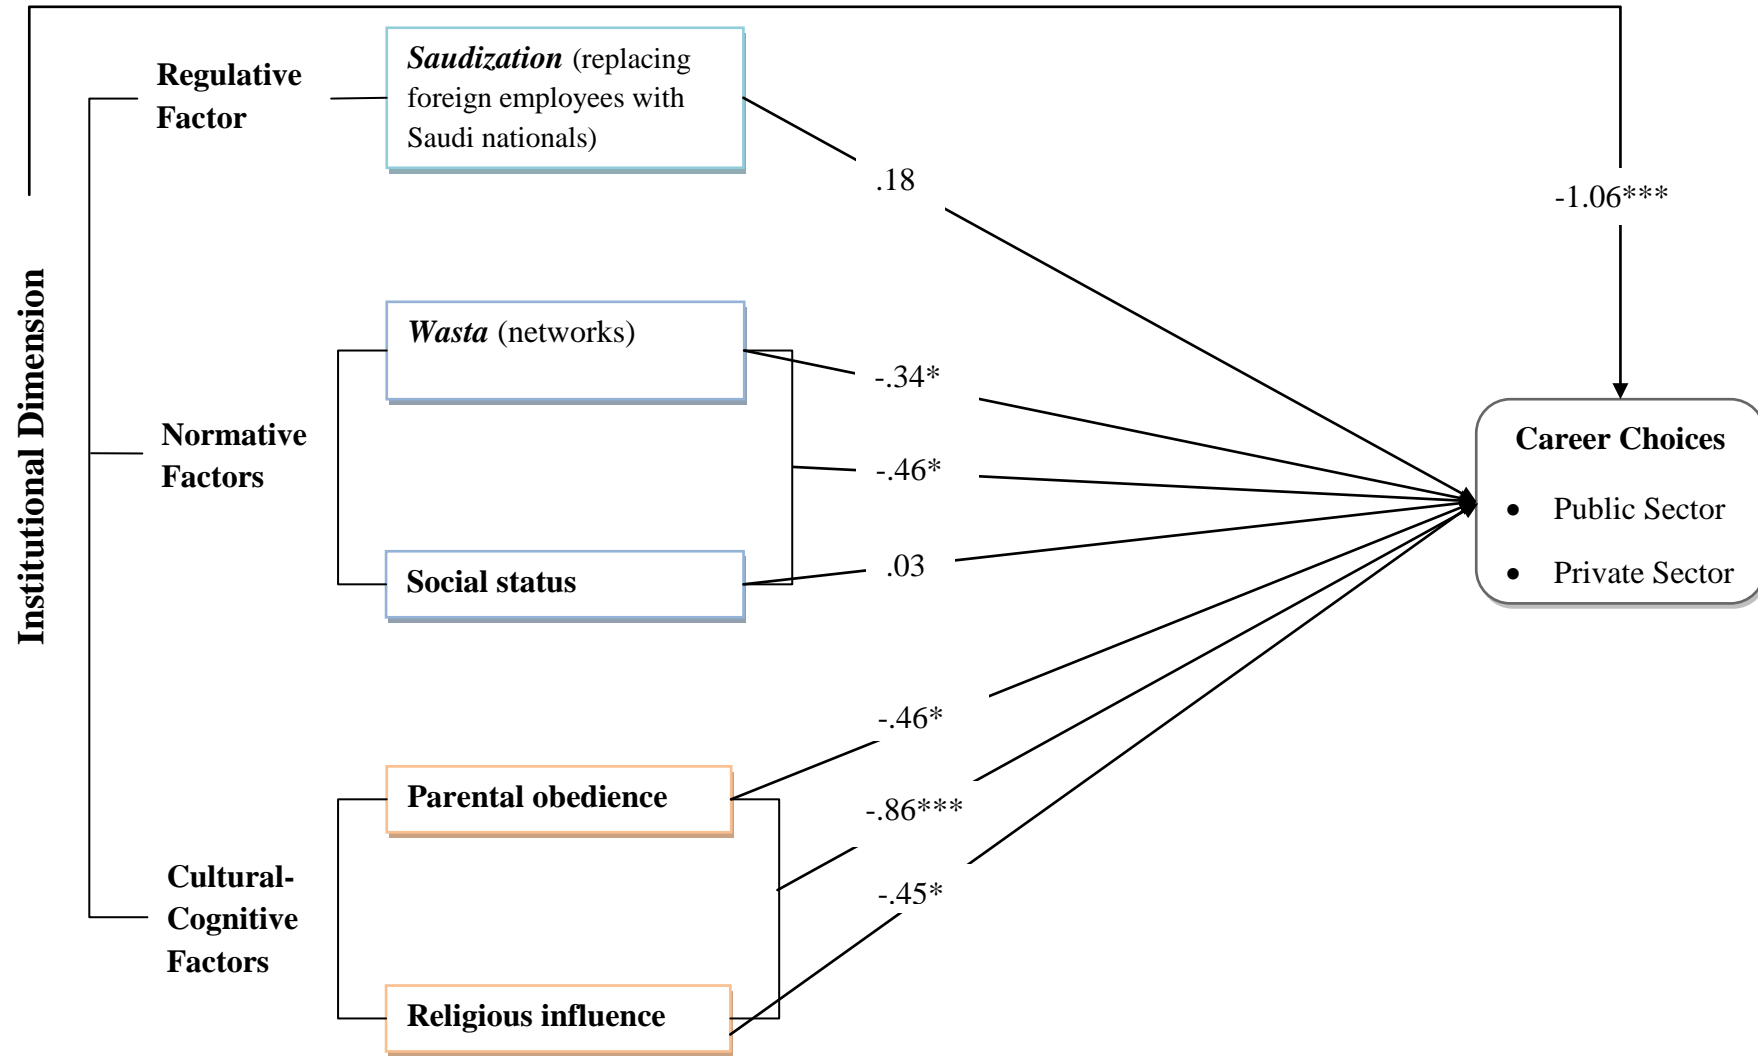 Institutional Dimension
Regulative
Factor
Saudization (replacing
foreign employees with
Saudi nationals)
.18
-1.06***
Normative
Factors
Wasta (networks)
-.34*
-.46*
Social status
.03
Career Choices
• Public Sector
• Private Sector
Cultural-
Cognitive
Factors
Parental obedience
-.46*
-.86***
Religious influence
-.45*